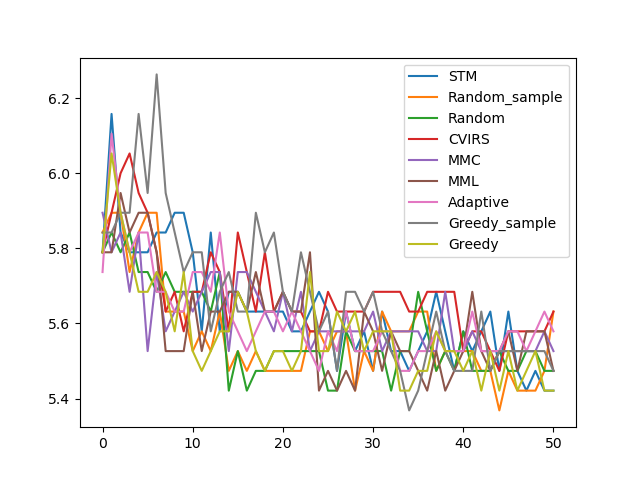 6.2
6.0
5.8
5.6
5.4
0
10
20
30
40
50
STM
Random_sample
Random
CVIRS
MMC
MML
Adaptive
Greedy_sample
Greedy